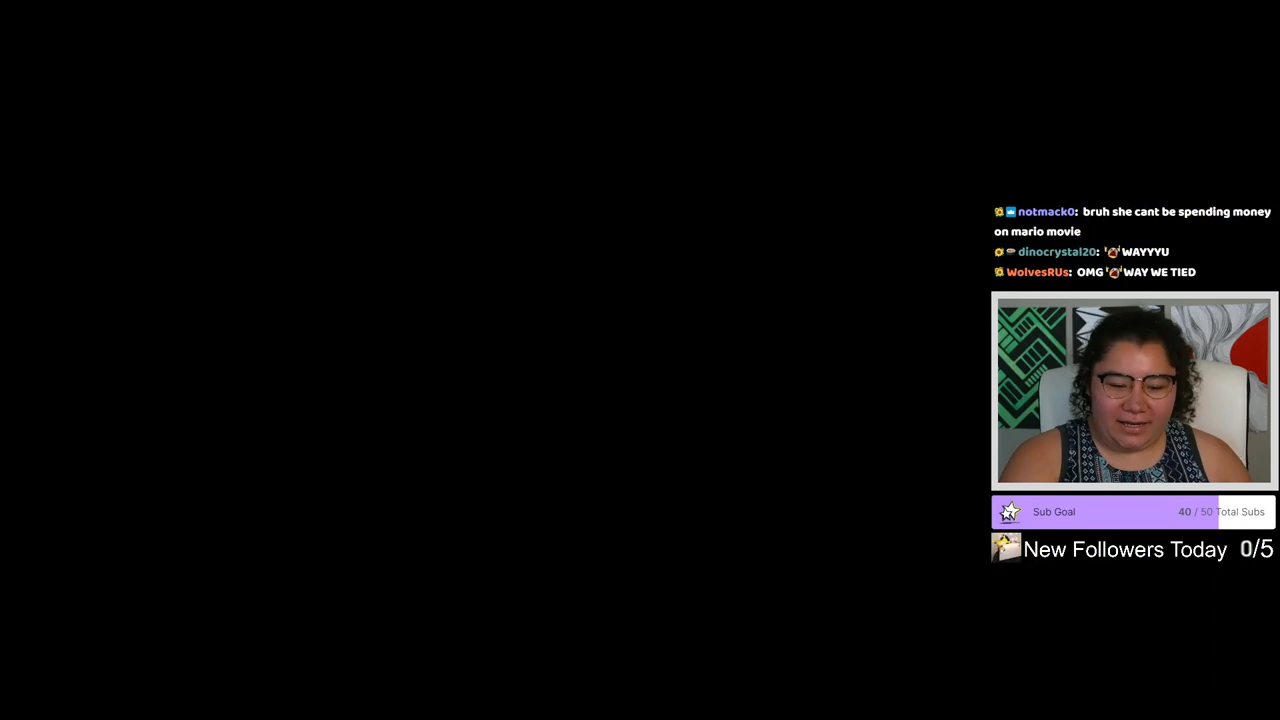 notmack0: bruh she cant be spending money
on mario movie
dinocrystal20: WAYYYU
WolvesRUs: OMG WAY WE TIED
Sub Goal 40 / 50 Total Subs
New Followers Today 0/5